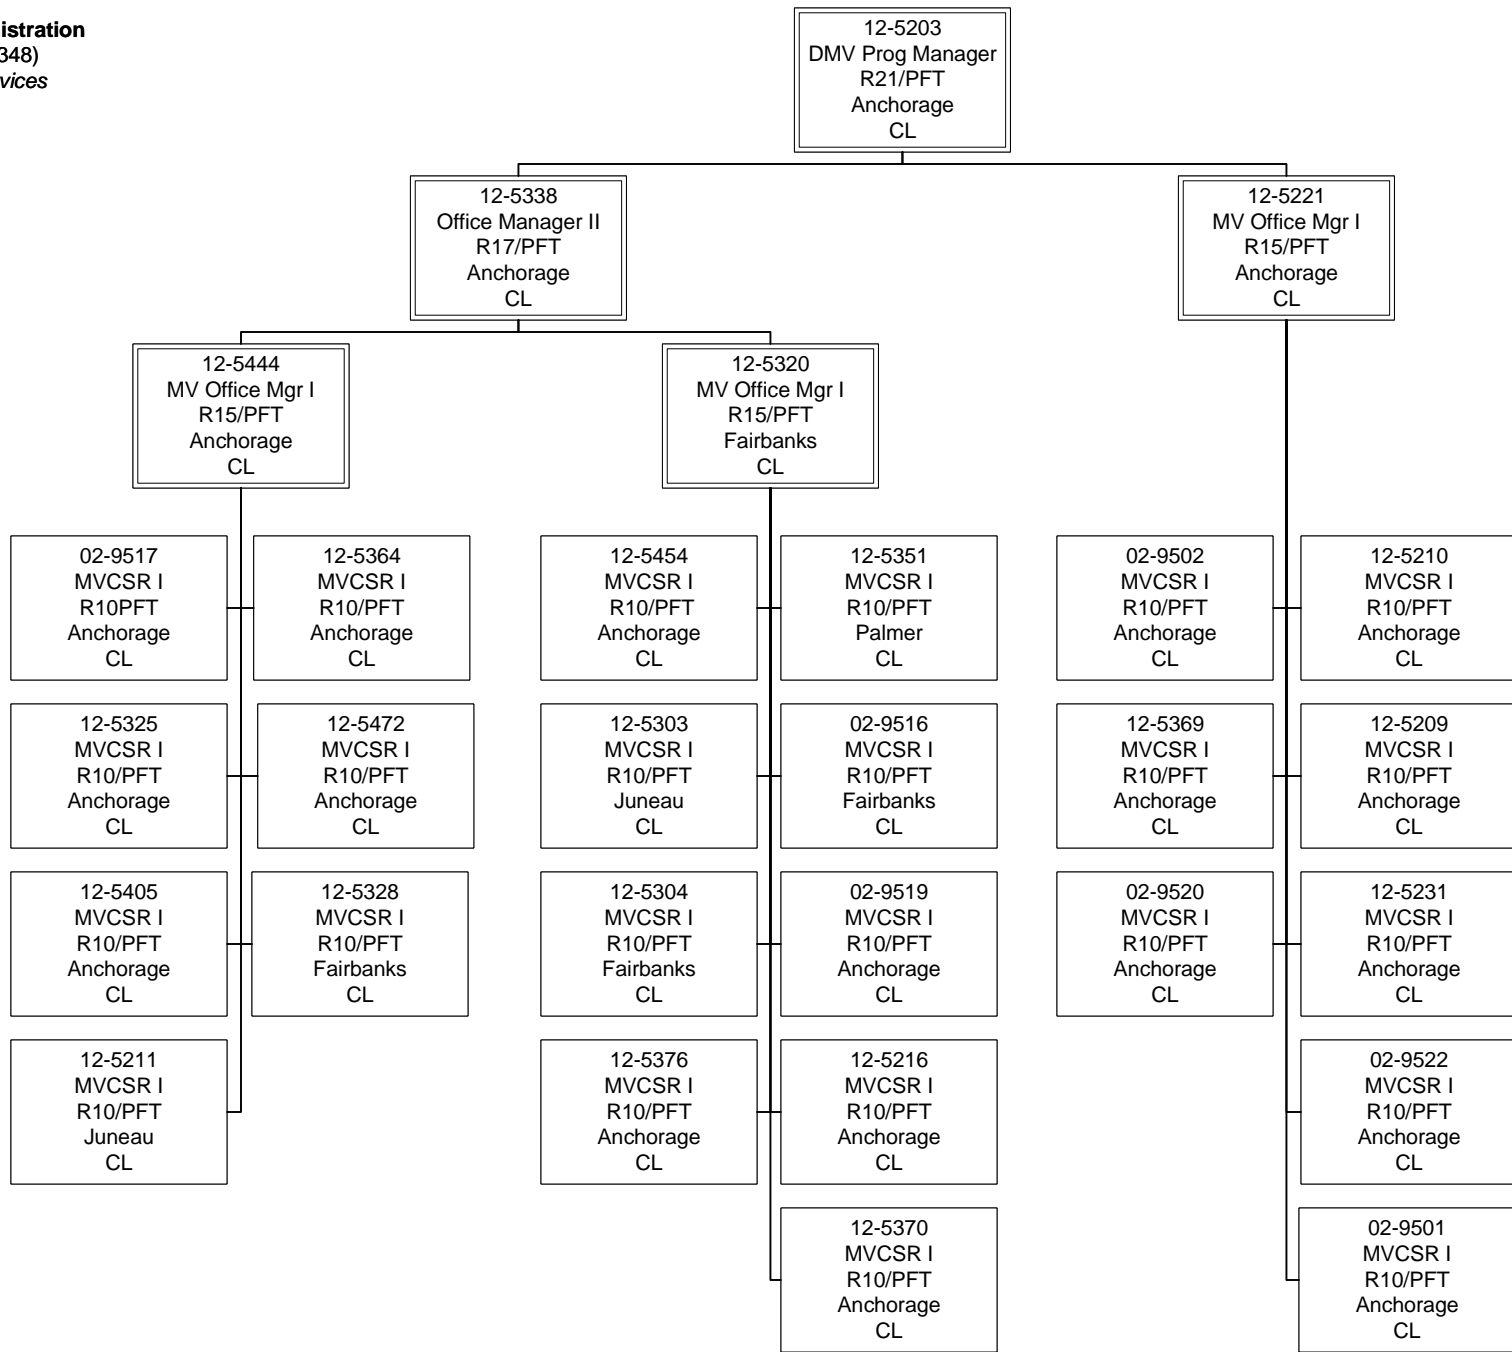 istration
348)
vices
12-5203
DMV Prog Manager
R21/PFT
Anchorage
CL
12-5338
Office Manager II
R17/PFT
Anchorage
CL
12-5221
MV Office Mgr I
R15/PFT
Anchorage
CL
12-5444
MV Office Mgr I
R15/PFT
Anchorage
CL
12-5320
MV Office Mgr I
R15/PFT
Fairbanks
CL
02-9517
MVCSR I
R10PFT
Anchorage
CL
12-5364
MVCSR I
R10/PFT
Anchorage
CL
12-5454
MVCSR I
R10/PFT
Anchorage
CL
12-5351
MVCSR I
R10/PFT
Palmer
CL
02-9502
MVCSR I
R10/PFT
Anchorage
CL
12-5210
MVCSR I
R10/PFT
Anchorage
CL
12-5325
MVCSR I
R10/PFT
Anchorage
CL
12-5472
MVCSR I
R10/PFT
Anchorage
CL
12-5303
MVCSR I
R10/PFT
Juneau
CL
02-9516
MVCSR I
R10/PFT
Fairbanks
CL
12-5369
MVCSR I
R10/PFT
Anchorage
CL
12-5209
MVCSR I
R10/PFT
Anchorage
CL
12-5405
MVCSR I
R10/PFT
Anchorage
CL
12-5328
MVCSR I
R10/PFT
Fairbanks
CL
12-5304
MVCSR I
R10/PFT
Fairbanks
CL
02-9519
MVCSR I
R10/PFT
Anchorage
CL
02-9520
MVCSR I
R10/PFT
Anchorage
CL
12-5231
MVCSR I
R10/PFT
Anchorage
CL
12-5211
MVCSR I
R10/PFT
Juneau
CL
12-5376
MVCSR I
R10/PFT
Anchorage
CL
12-5216
MVCSR I
R10/PFT
Anchorage
CL
02-9522
MVCSR I
R10/PFT
Anchorage
CL
12-5370
MVCSR I
R10/PFT
Anchorage
CL
02-9501
MVCSR I
R10/PFT
Anchorage
CL